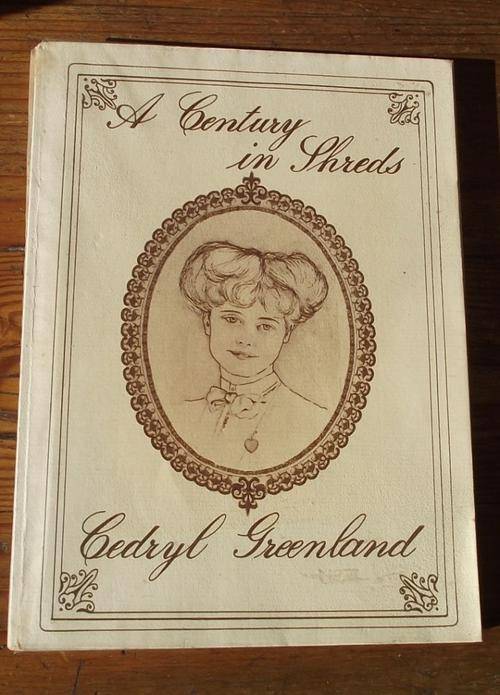 A Century
in Shreds
Cedryl Greenland